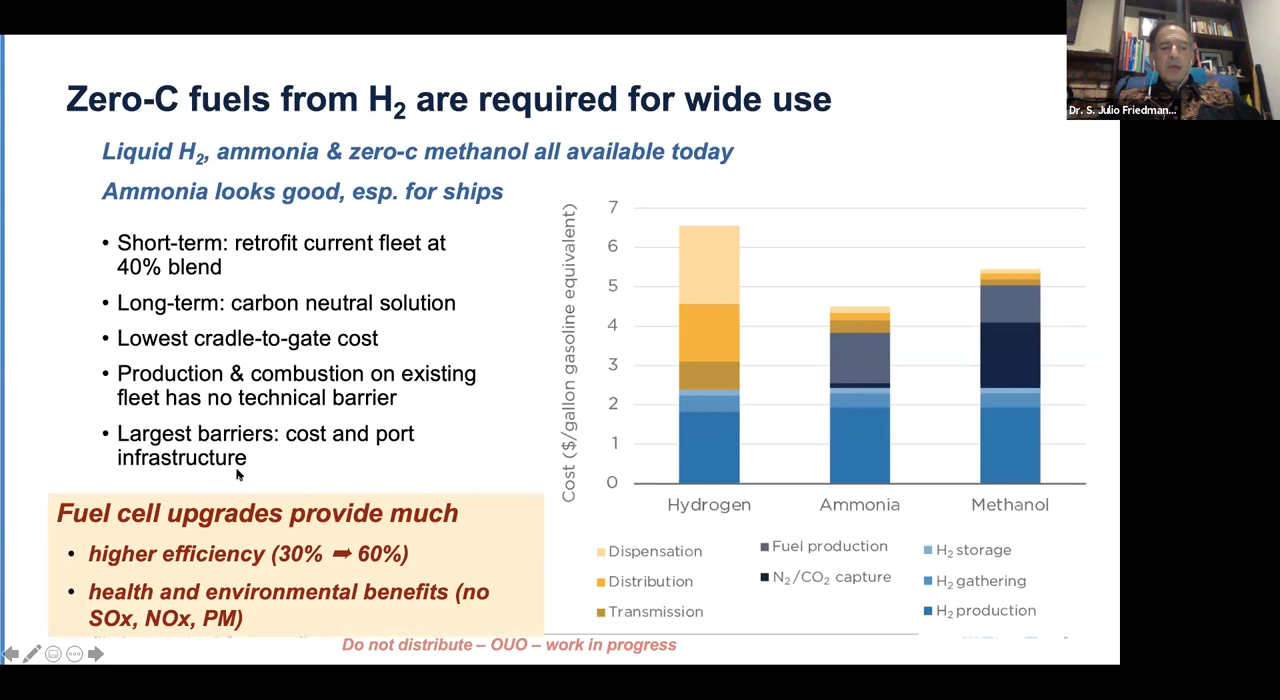 Dr. S. Julio Friedman...
Zero-C fuels from H2 are required for wide use
Liquid H2, ammonia & zero-c methanol all available today
Ammonia looks good, esp. for ships
• Short-term: retrofit current fleet at
40% blend
• Long-term: carbon neutral solution
• Lowest cradle-to-gate cost
• Production & combustion on existing
fleet has no technical barrier
• Largest barriers: cost and port
infrastructure
Fuel cell upgrades provide much
• higher efficiency (30% ➡ 60%)
• health and environmental benefits (no
SOx, NOx, PM)
Cost ($/gallon gasoline equivalent)
7
6
5
4
3
2
1
0
Hydrogen Ammonia Methanol
Dispensation
Distribution
Transmission
Fuel production
N2/CO2 capture
H2 storage
H2 gathering
H2 production
Do not distribute – OUO – work in progress